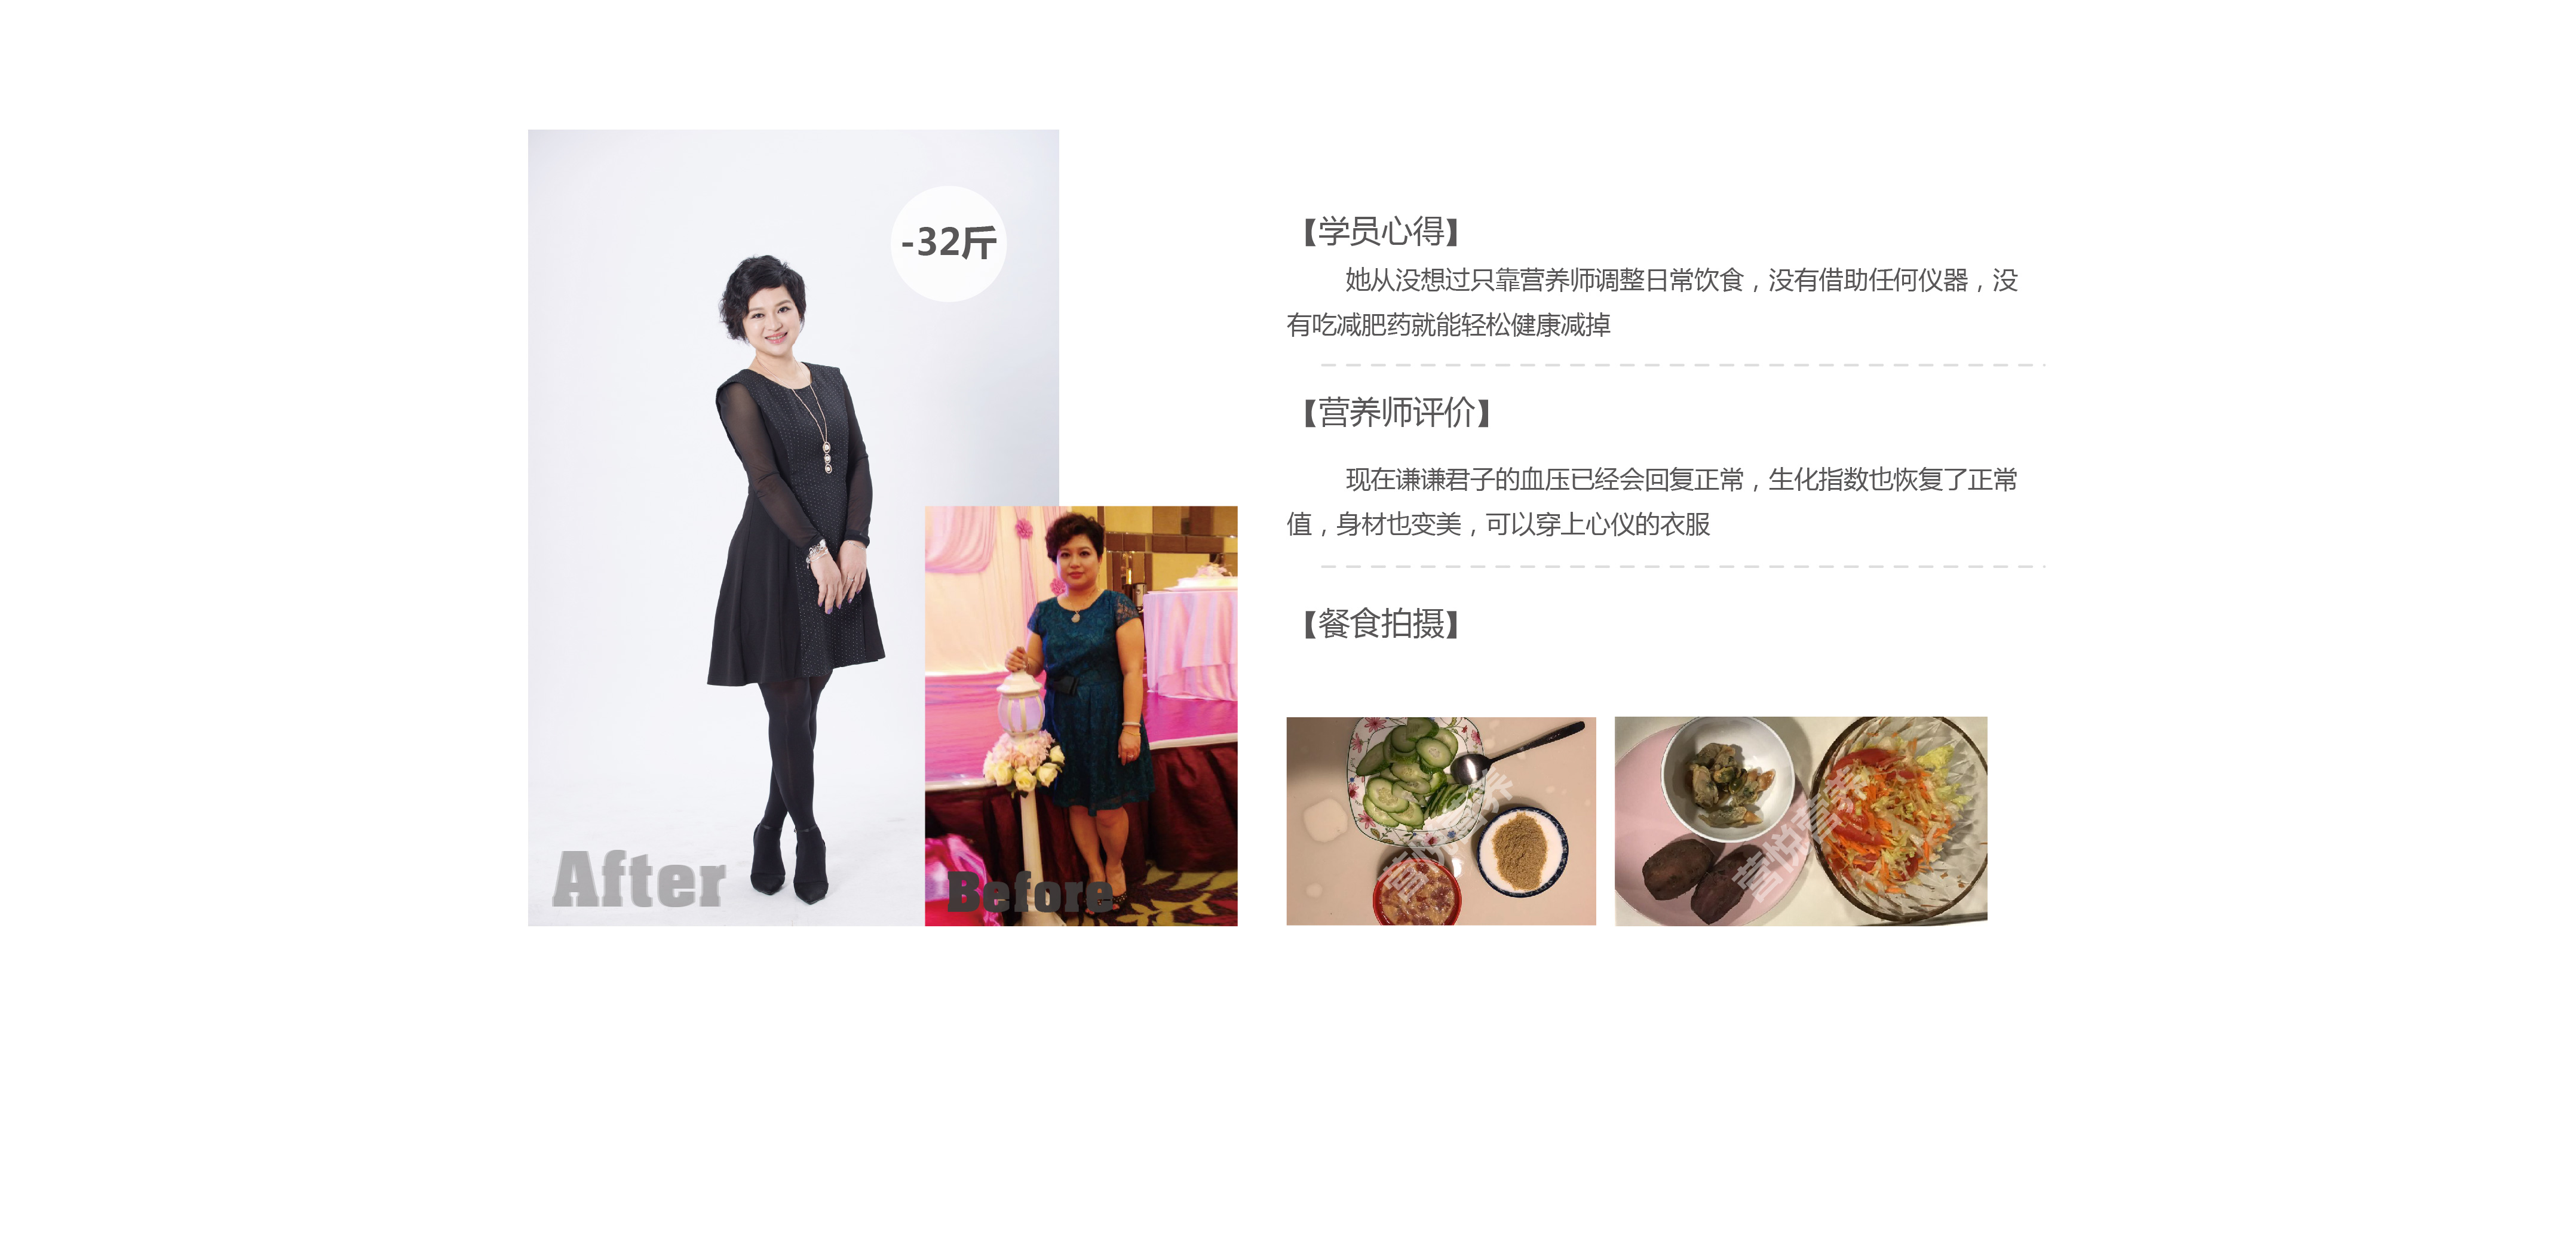 -32斤
After
Before
【学员心得】
她从没想过只靠营养师调整日常饮食，没有借助任何仪器，没
有吃减肥药就能轻松健康减掉
【营养师评价】
现在谦谦君子的血压已经会回复正常，生化指数也恢复了正常
值，身材也变美，可以穿上心仪的衣服
【餐食拍摄】
营悦营养
营悦营养